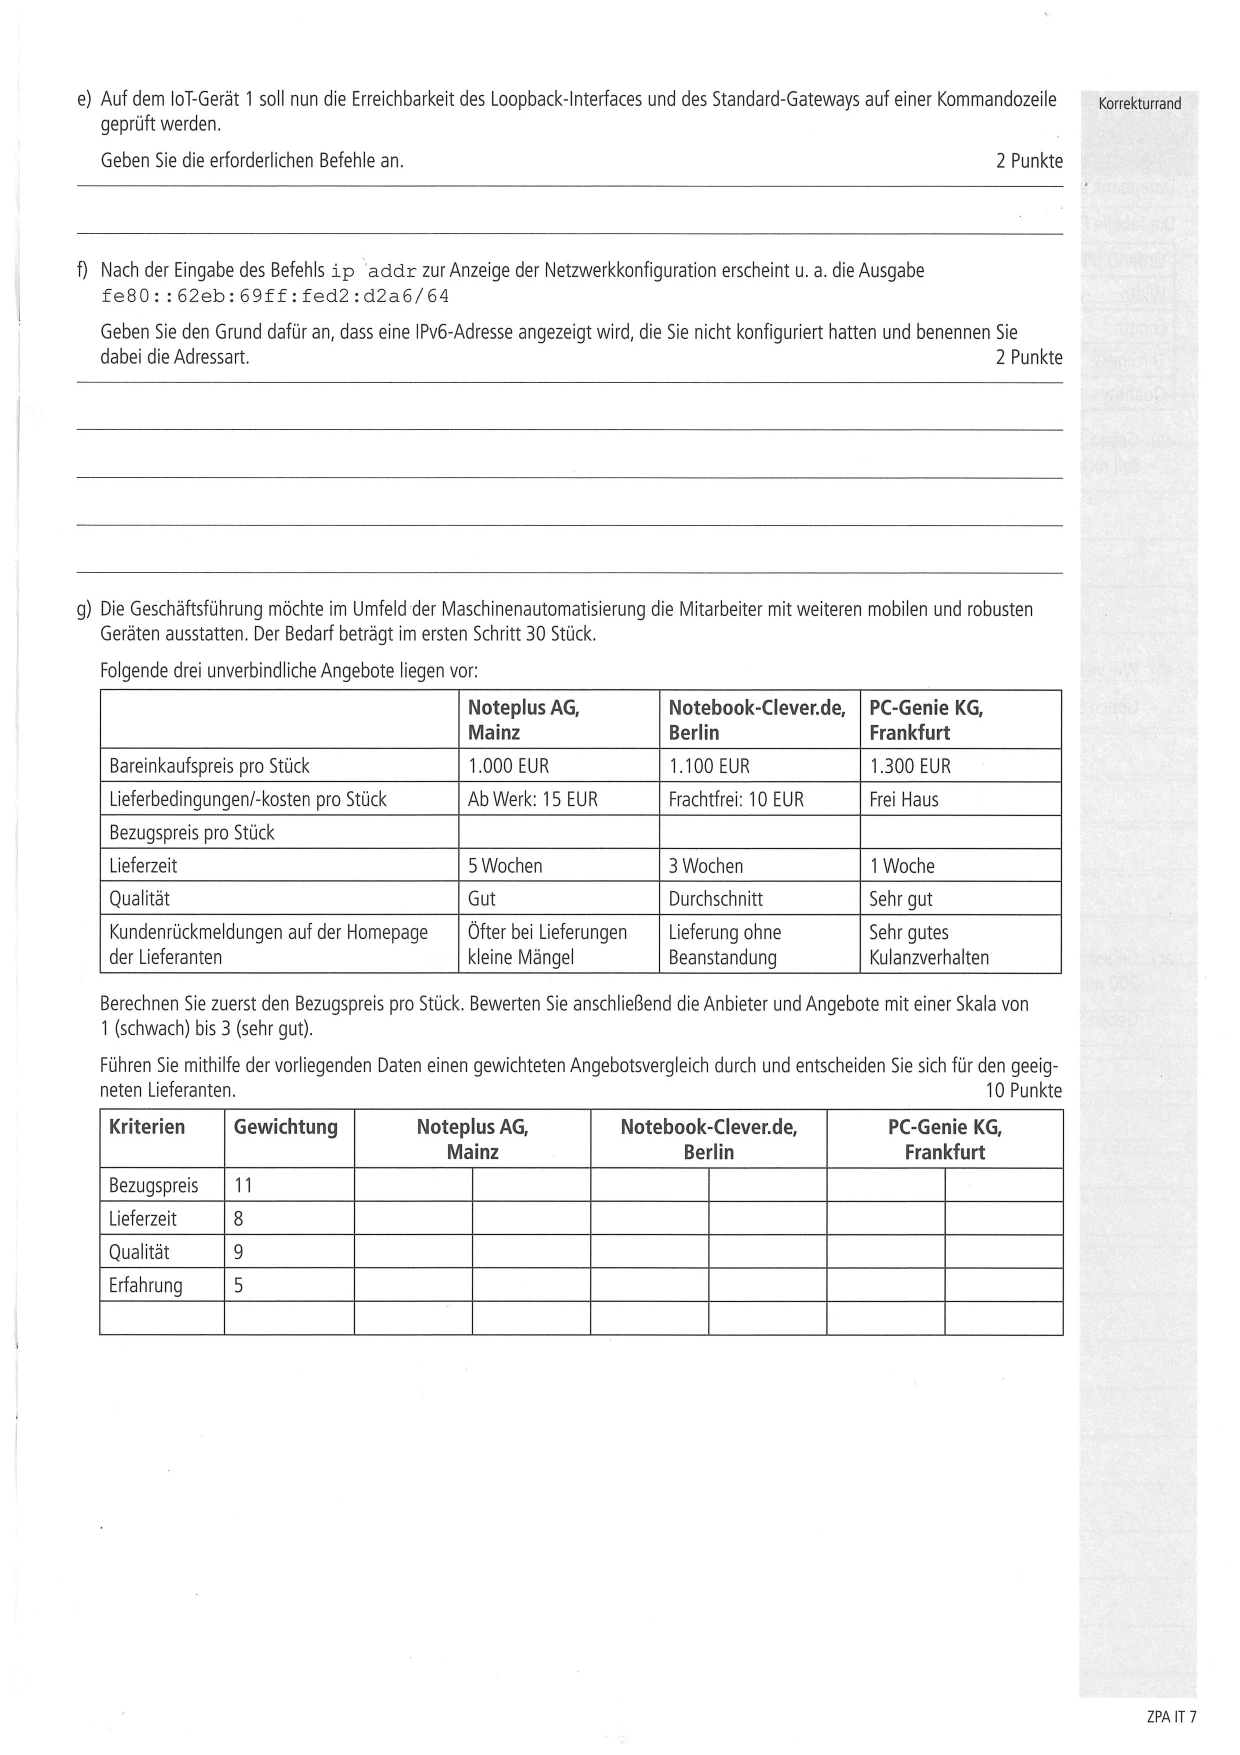 Korrekturrand
e) Auf dem IoT-Gerät 1 soll nun die Erreichbarkeit des Loopback-Interfaces und des Standard-Gateways auf einer Kommandozeile
geprüft werden.
Geben Sie die erforderlichen Befehle an. 2 Punkte
f) Nach der Eingabe des Befehls ip addr zur Anzeige der Netzwerkkonfiguration erscheint u. a. die Ausgabe
fe80::62eb:69ff:fed2:d2a6/64
Geben Sie den Grund dafür an, dass eine IPv6-Adresse angezeigt wird, die Sie nicht konfiguriert hatten und benennen Sie
dabei die Adressart. 2 Punkte
g) Die Geschäftsführung möchte im Umfeld der Maschinenautomatisierung die Mitarbeiter mit weiteren mobilen und robusten
Geräten ausstatten. Der Bedarf beträgt im ersten Schritt 30 Stück.
Folgende drei unverbindliche Angebote liegen vor:
Noteplus AG, Notebook-Clever.de, PC-Genie KG,
Mainz Berlin Frankfurt
Bareinkaufspreis pro Stück 1.000 EUR 1.100 EUR 1.300 EUR
Lieferbedingungen/-kosten pro Stück Ab Werk: 15 EUR Frachtfrei: 10 EUR Frei Haus
Bezugspreis pro Stück
Lieferzeit 5 Wochen 3 Wochen 1 Woche
Qualität Gut Durchschnitt Sehr gut
Kundenrückmeldungen auf der Homepage Öfter bei Lieferungen Lieferung ohne Sehr gutes
der Lieferanten kleine Mängel Beanstandung Kulanzverhalten
Berechnen Sie zuerst den Bezugspreis pro Stück. Bewerten Sie anschließend die Anbieter und Angebote mit einer Skala von
1 (schwach) bis 3 (sehr gut).
Führen Sie mithilfe der vorliegenden Daten einen gewichteten Angebotsvergleich durch und entscheiden Sie sich für den geeig-
neten Lieferanten. 10 Punkte
Kriterien Gewichtung Noteplus AG, Notebook-Clever.de, PC-Genie KG,
Mainz Berlin Frankfurt
Bezugspreis 11
Lieferzeit 8
Qualität 9
Erfahrung 5
ZPA IT 7